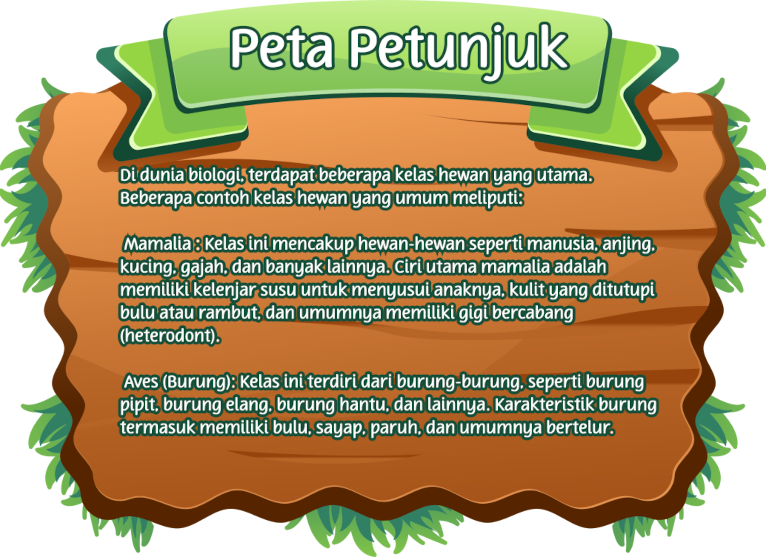 Peta Petunjuk
Di dunia biologi, terdapat beberapa kelas hewan yang utama.
Beberapa contoh kelas hewan yang umum meliputi:
Mamalia : Kelas ini mencakup hewan-hewan seperti manusia, anjing,
kucing, gajah, dan banyak lainnya. Ciri utama mamalia adalah
memiliki kelenjar susu untuk menyusui anaknya, kulit yang ditutupi
bulu atau rambut, dan umumnya memiliki gigi bercabang
(heterodont).
Aves (Burung): Kelas ini terdiri dari burung-burung, seperti burung
pipit, burung elang, burung hantu, dan lainnya. Karakteristik burung
termasuk memiliki bulu, sayap, paruh, dan umumnya bertelur.